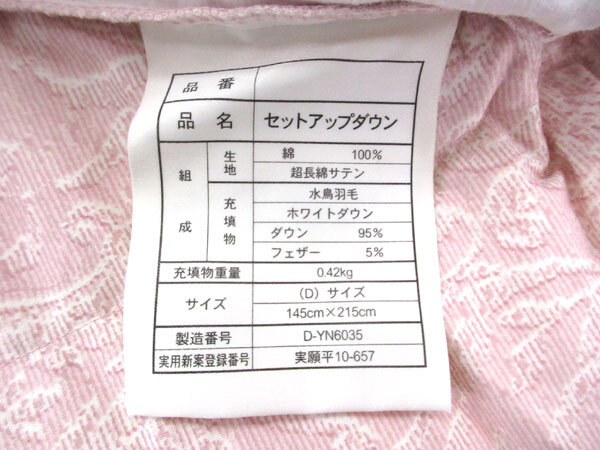 品番
品名 セットアップダウン
組成 生地 綿 100%
超長綿サテン
充填物 水鳥羽毛
ホワイトダウン
ダウン 95%
フェザー 5%
充填物重量 0.42kg
サイズ (D)サイズ
145cm×215cm
製造番号 D-YN6035
実用新案登録番号 実願平10-657